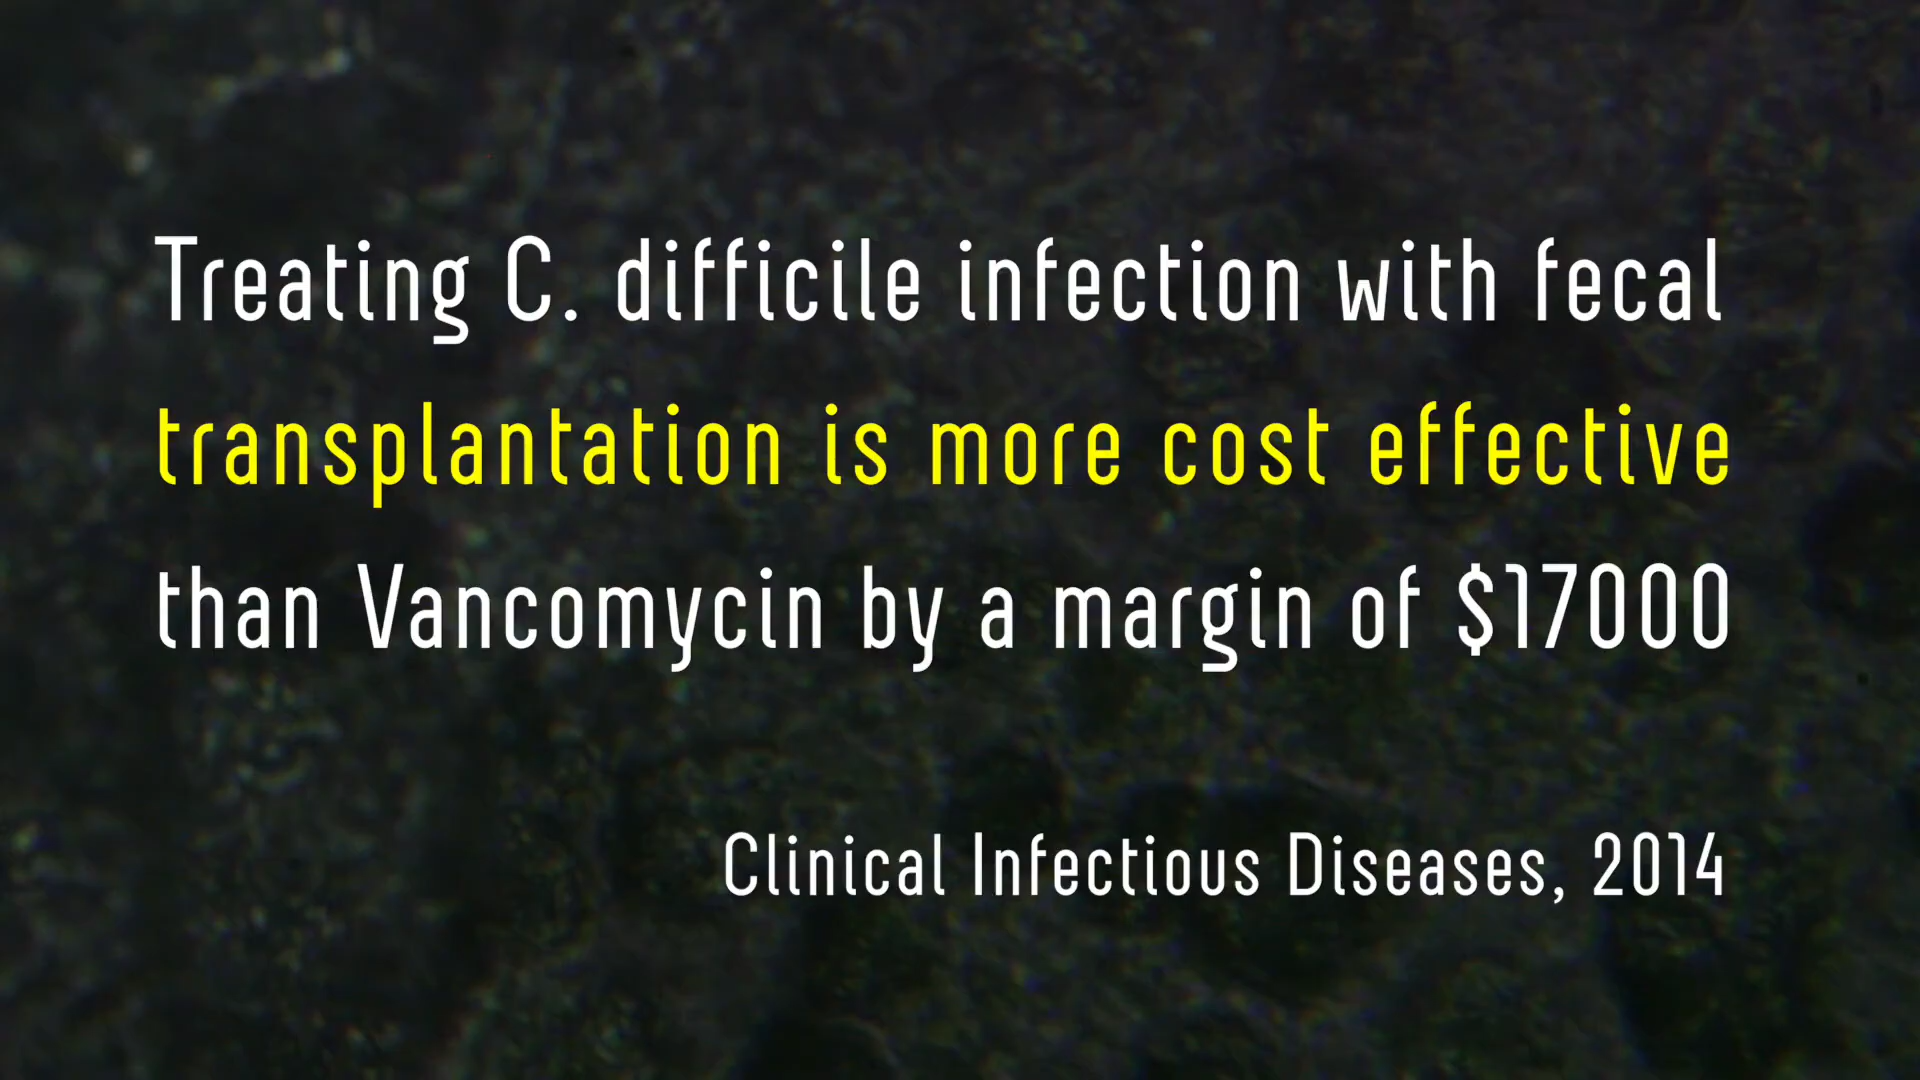 Treating C. difficile infection with fecal
transplantation is more cost effective
than Vancomycin by a margin of $17000
Clinical Infectious Diseases, 2014